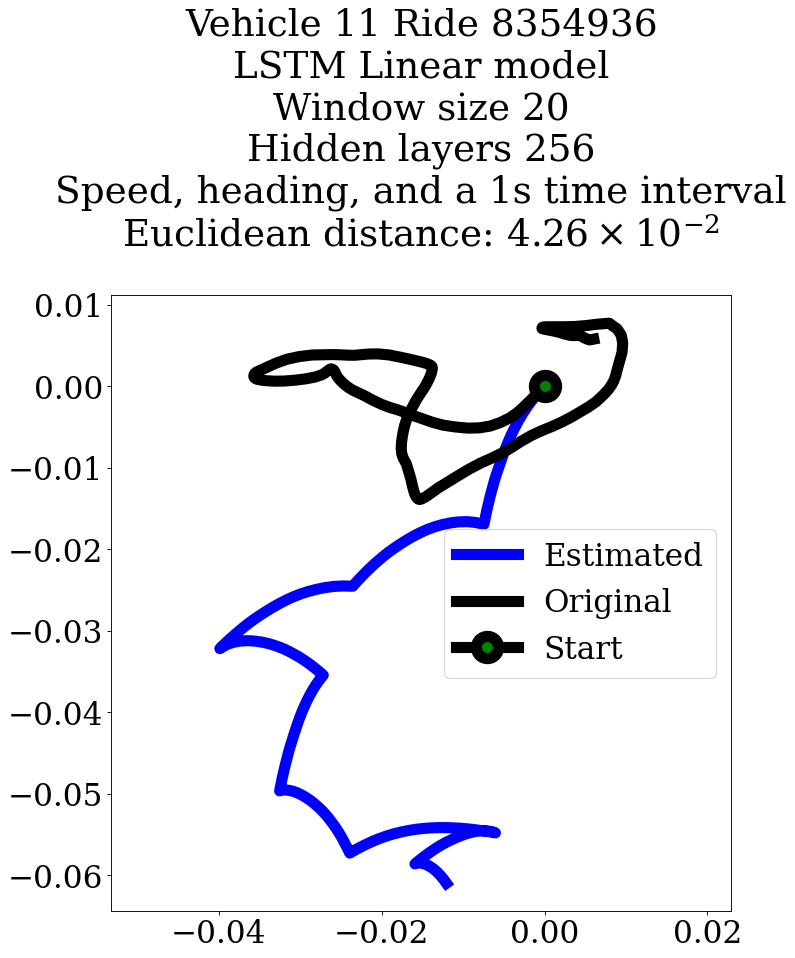 Vehicle 11 Ride 8354936
LSTM Linear model
Window size 20
Hidden layers 256
Speed, heading, and a 1s time interval
Euclidean distance: 4.26 × 10⁻²
0.01
0.00
−0.01
−0.02
−0.03
−0.04
−0.05
−0.06
Estimated
Original
Start
−0.04 −0.02 0.00 0.02